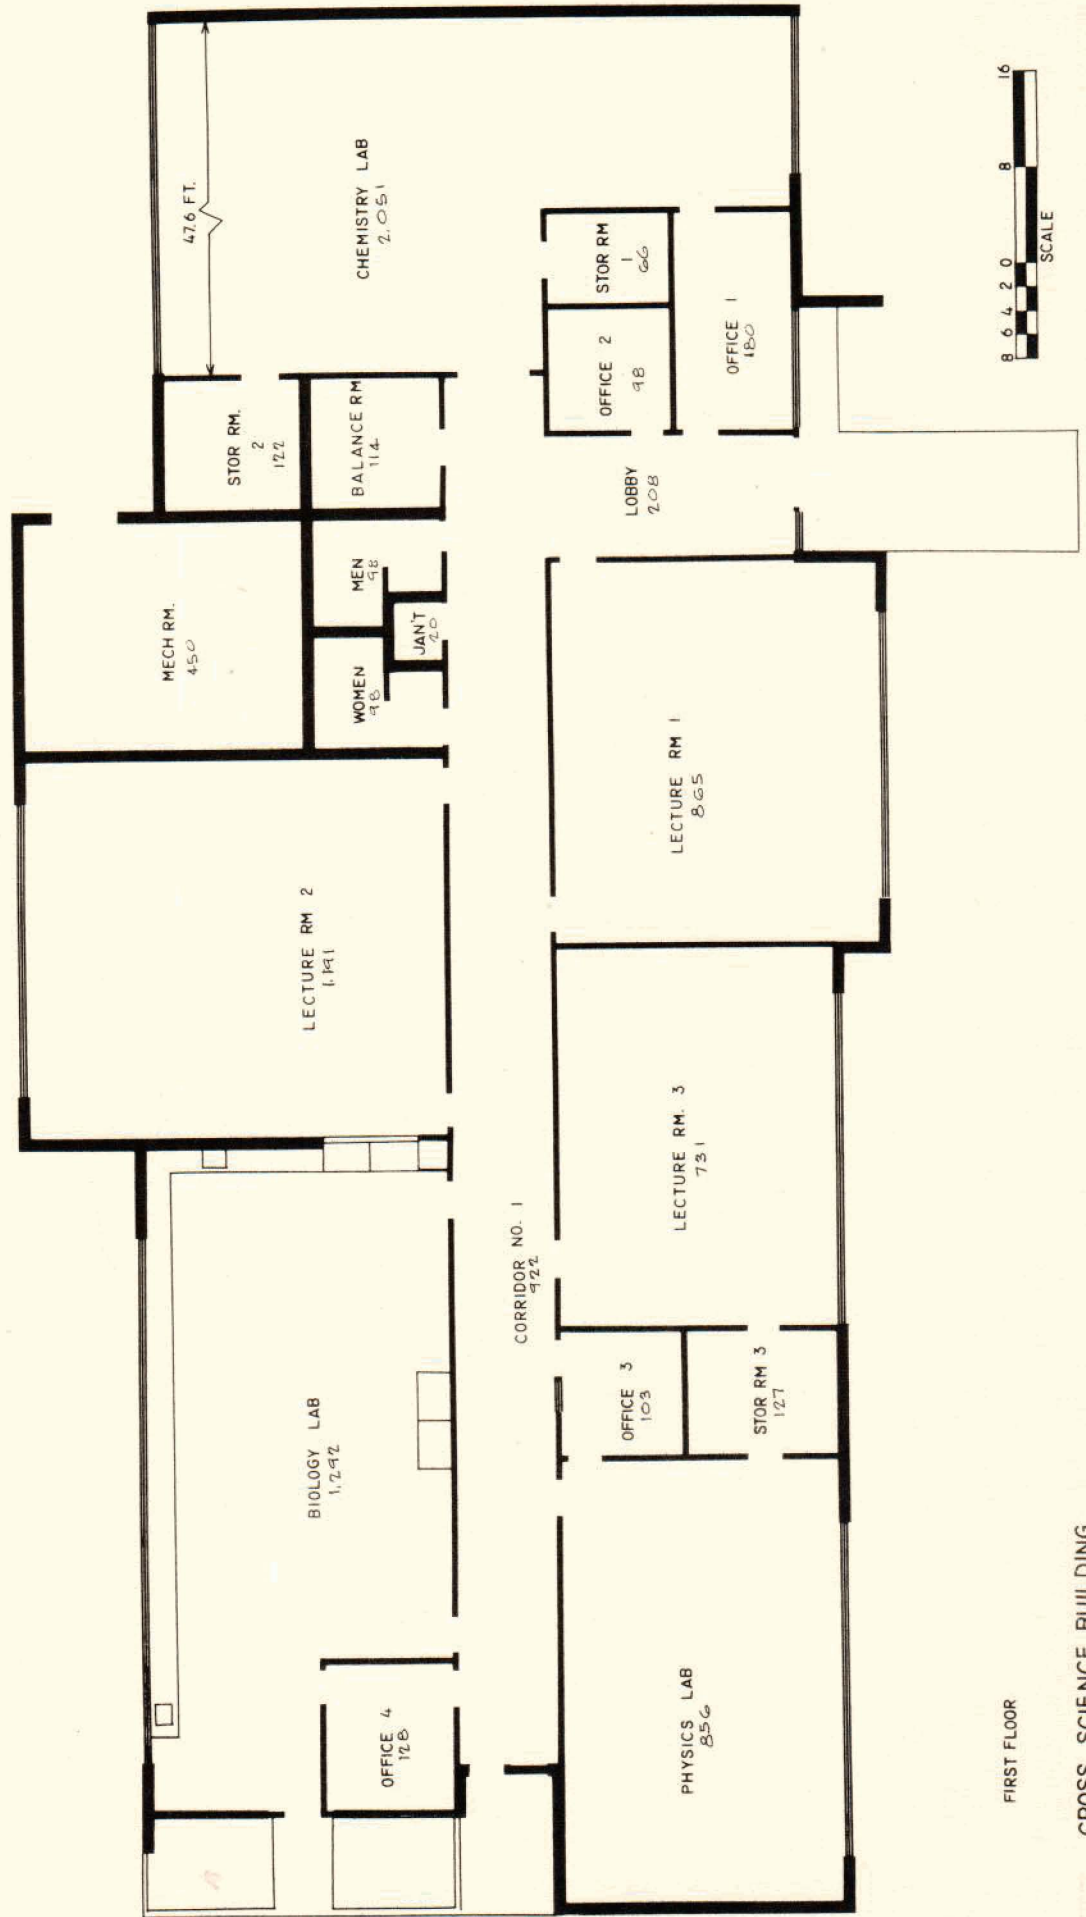 47.6 FT.
CHEMISTRY LAB
2,051
STOR RM.
2
122
BALANCE RM
114
STOR RM
1
66
OFFICE 2
98
OFFICE 1
180
LOBBY
208
MECH RM.
450
MEN
98
JAN'T
20
WOMEN
98
LECTURE RM 2
1,191
LECTURE RM 1
865
LECTURE RM. 3
731
CORRIDOR NO. 1
922
BIOLOGY LAB
1,292
OFFICE 3
103
STOR RM 3
127
OFFICE 4
128
PHYSICS LAB
856
8 6 4 2 0 8 16
SCALE
FIRST FLOOR
CROSS SCIENCE BUILDING